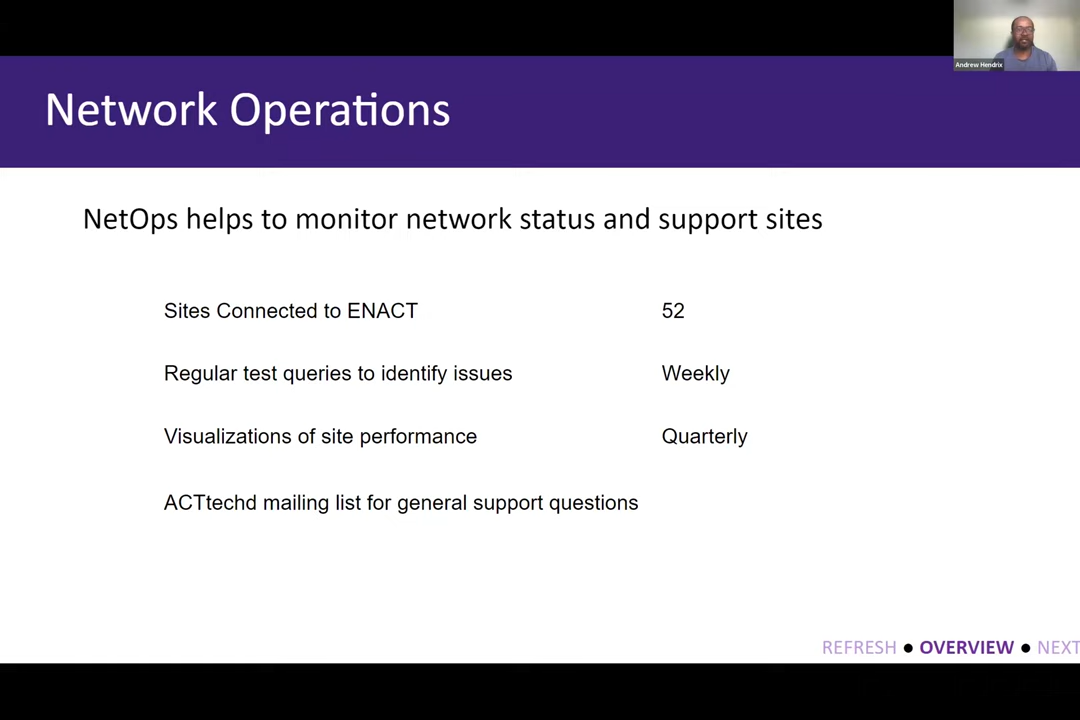 Andrew Hendrix
Network Operations
NetOps helps to monitor network status and support sites
Sites Connected to ENACT 52
Regular test queries to identify issues Weekly
Visualizations of site performance Quarterly
ACTtechd mailing list for general support questions
REFRESH ● OVERVIEW ● NEXT